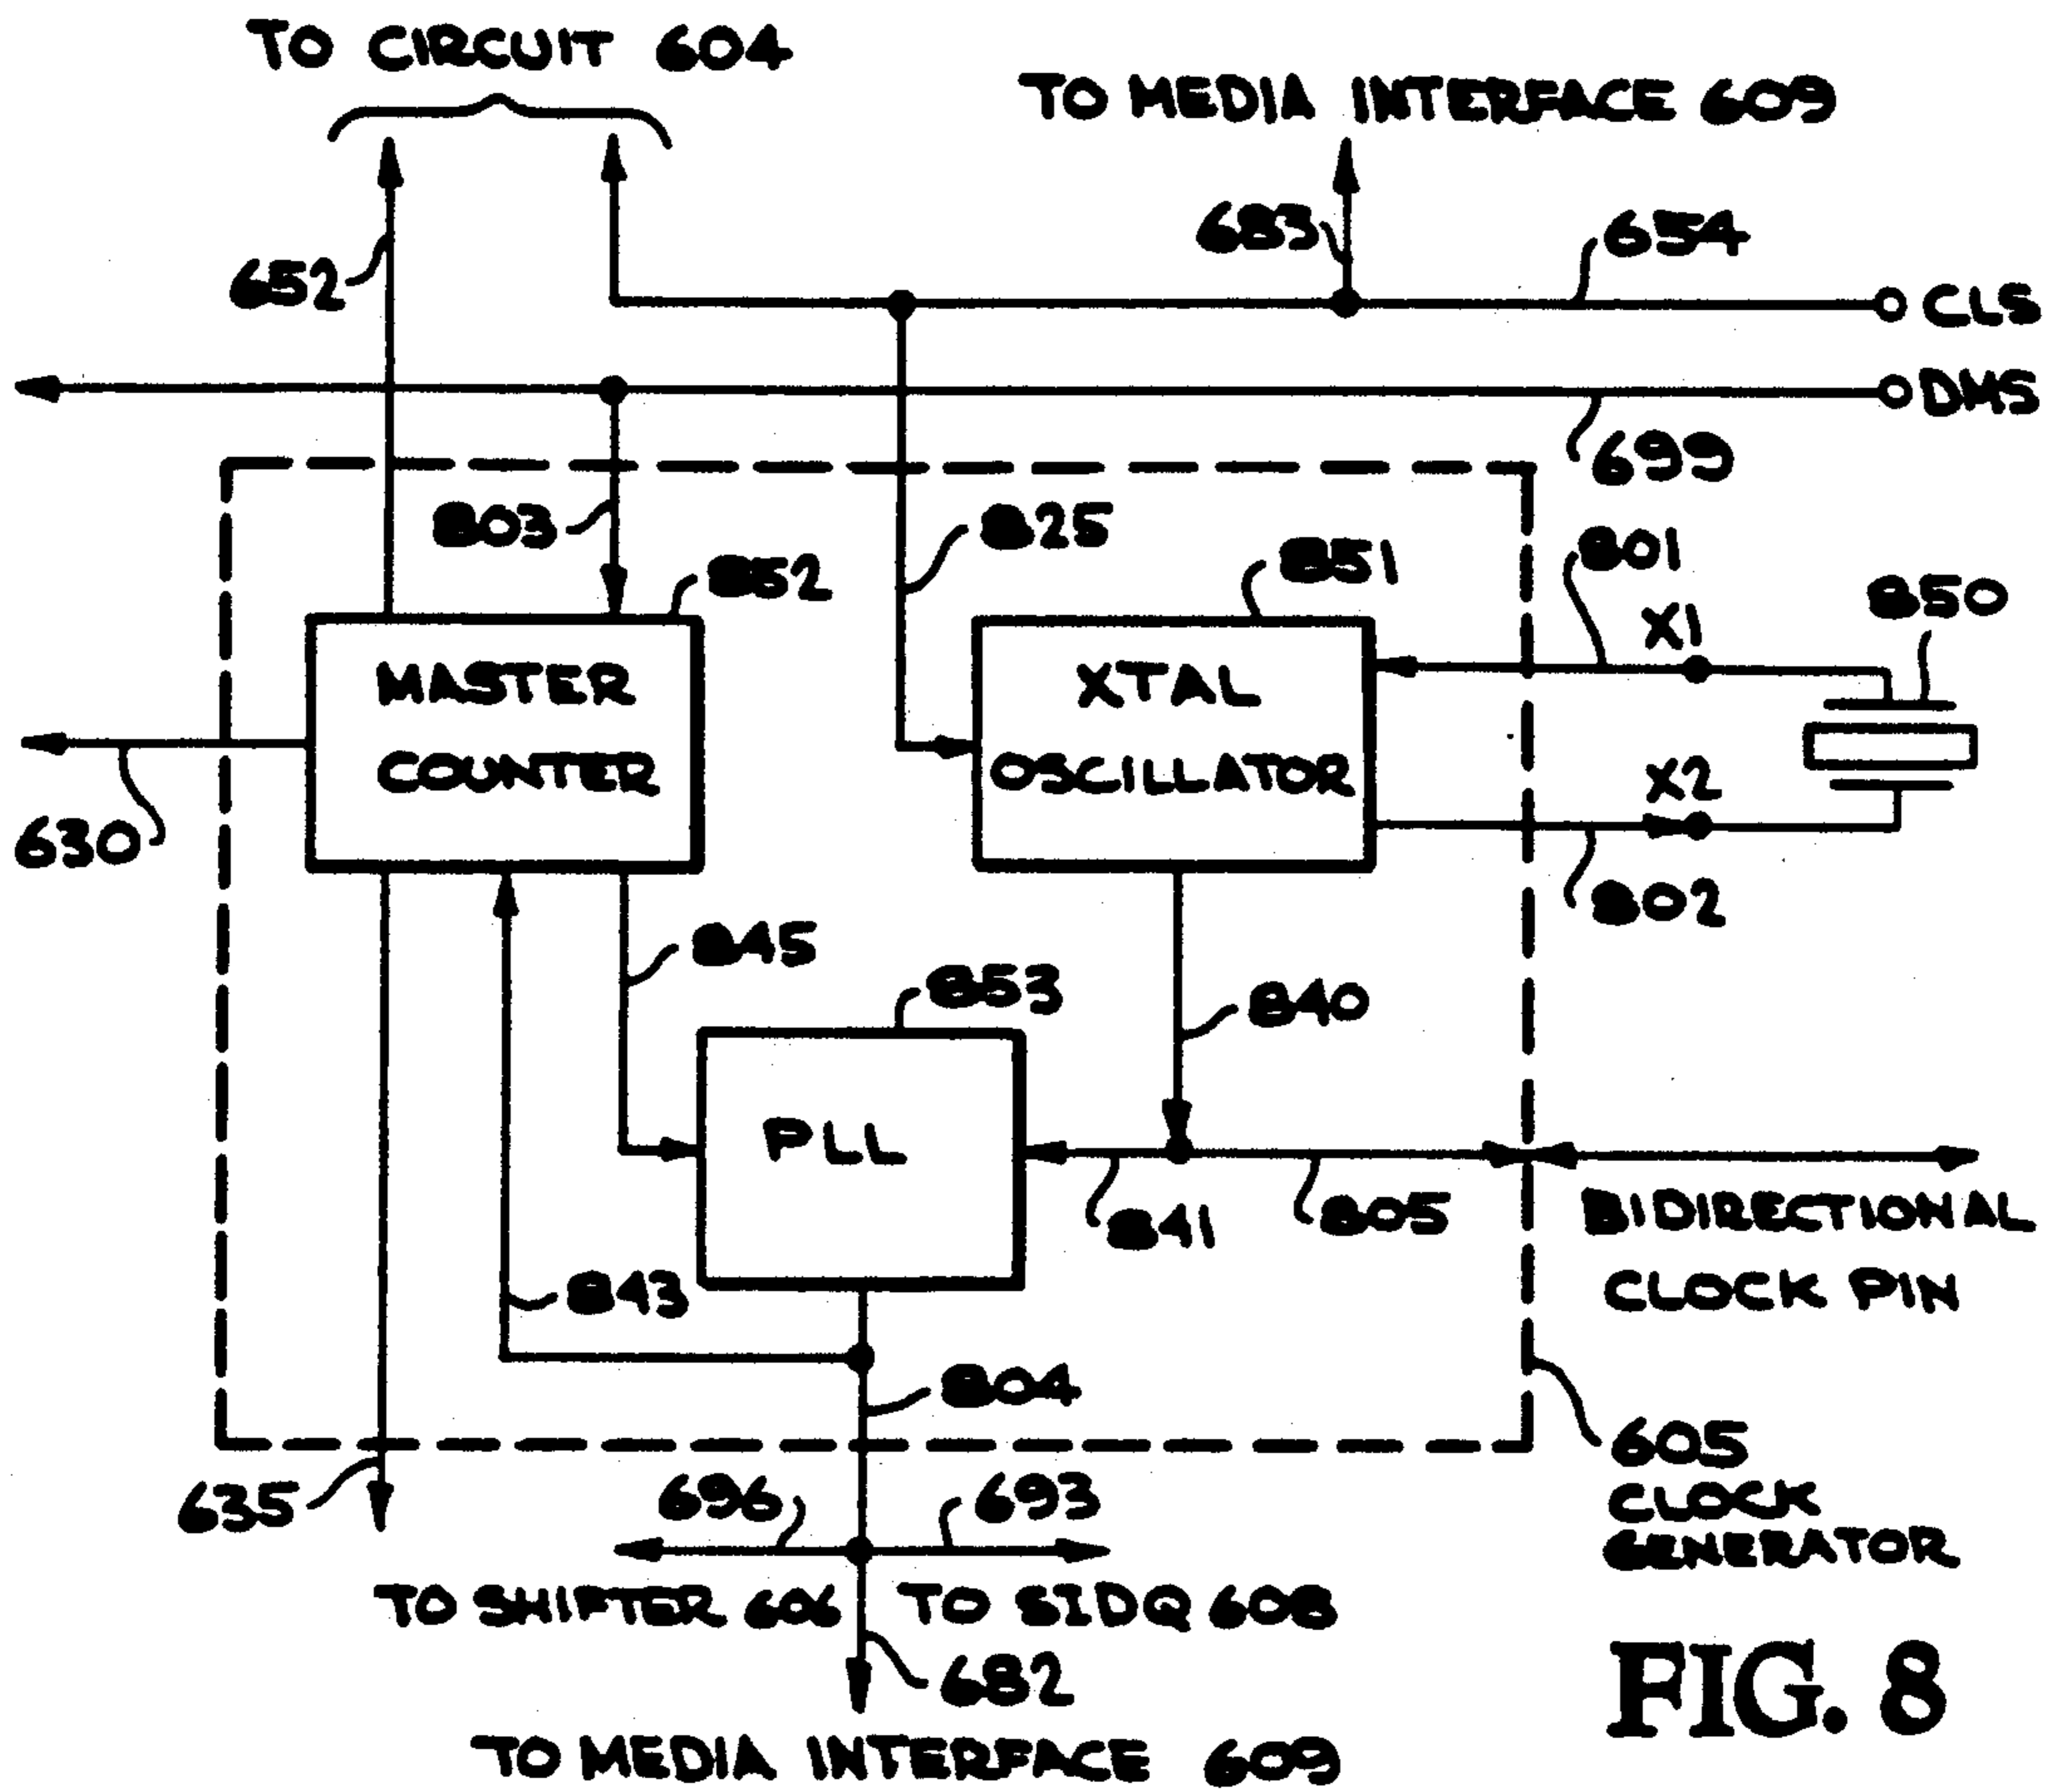 TO CIRCUIT 604
TO MEDIA INTERFACE 609
683
654
652
CLS
DMS
699
803
825
852
851
801
X1
850
MASTER
COUNTER
XTAL
OSCILLATOR
X2
630
802
845
853
840
PLL
841
805
BIDIRECTIONAL
CLOCK PIN
843
804
605
CLOCK
GENERATOR
635
696
693
TO SHIFTER 606
TO SIDQ 608
682
TO MEDIA INTERFACE 609
FIG. 8